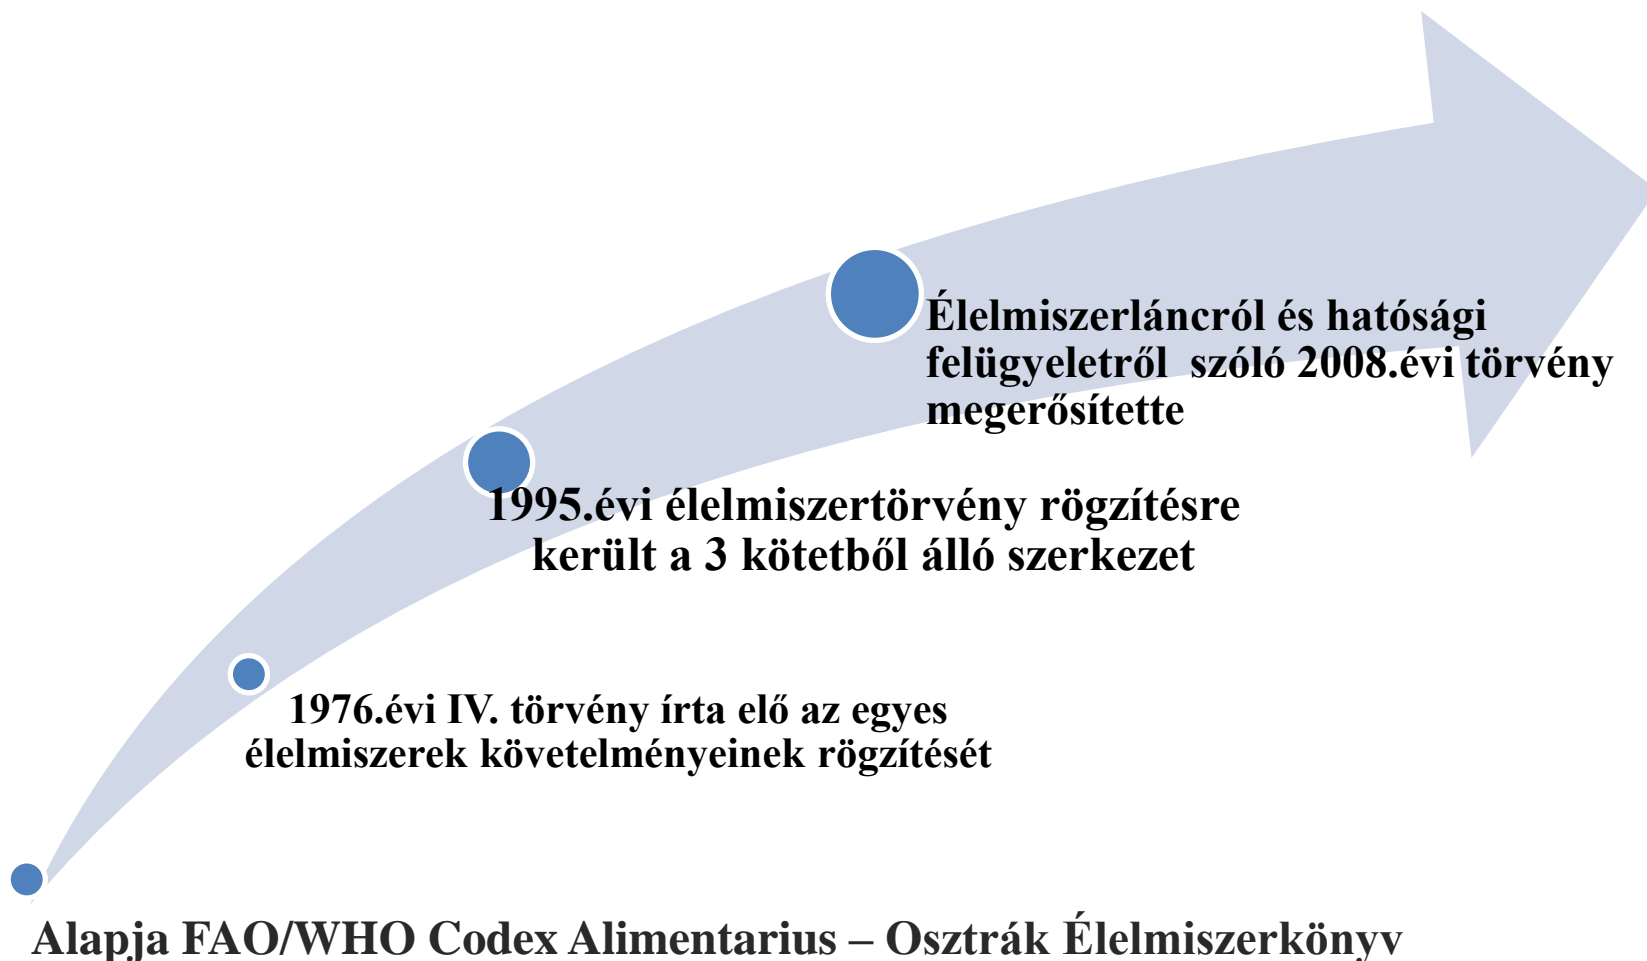 Élelmiszerláncról és hatósági
felügyeletről szóló 2008.évi törvény
megerősítette
1995.évi élelmiszertörvény rögzítésre
került a 3 kötetből álló szerkezet
1976.évi IV. törvény írta elő az egyes
élelmiszerek követelményeinek rögzítését
Alapja FAO/WHO Codex Alimentarius – Osztrák Élelmiszerkönyv